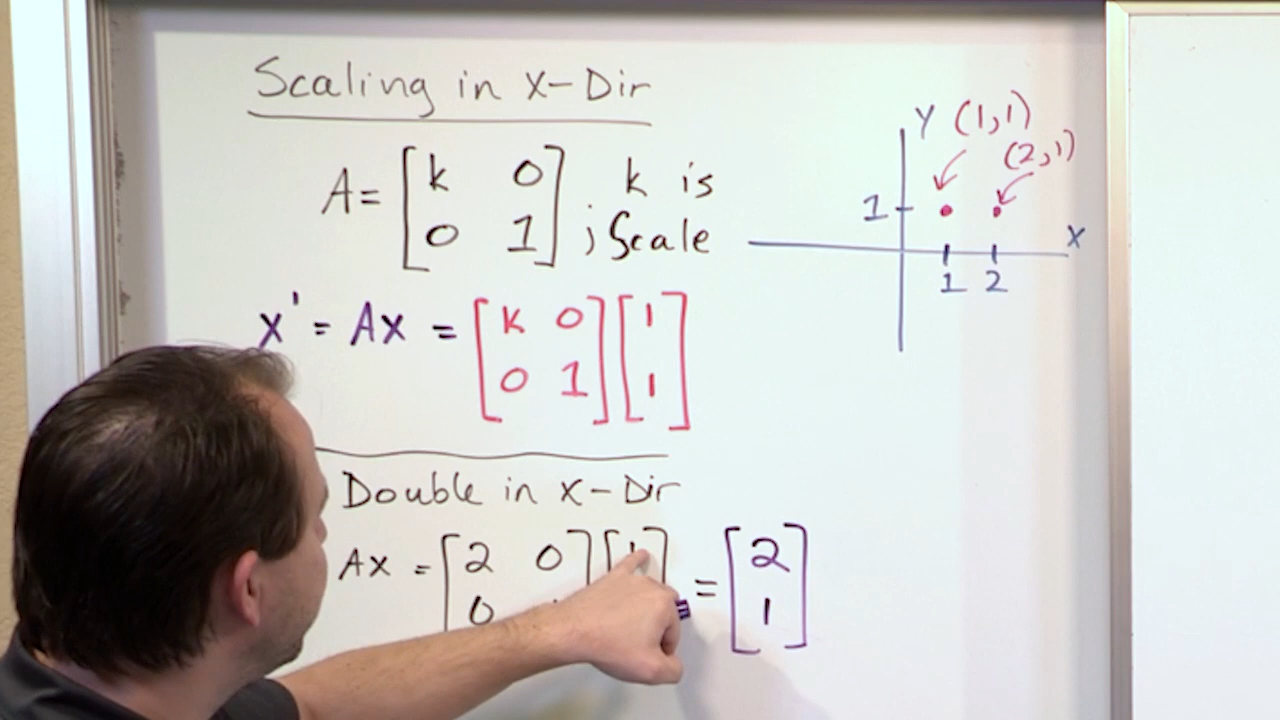 Scaling in X-Dir
A = [k 0
0 1] ; k is Scale
x' = Ax = [k 0
0 1] [1
1]
Double in x-Dir
Ax = [2 0
0
] [1
] = [2
1]
Y (1,1)
(2,1)
1
X
1 2